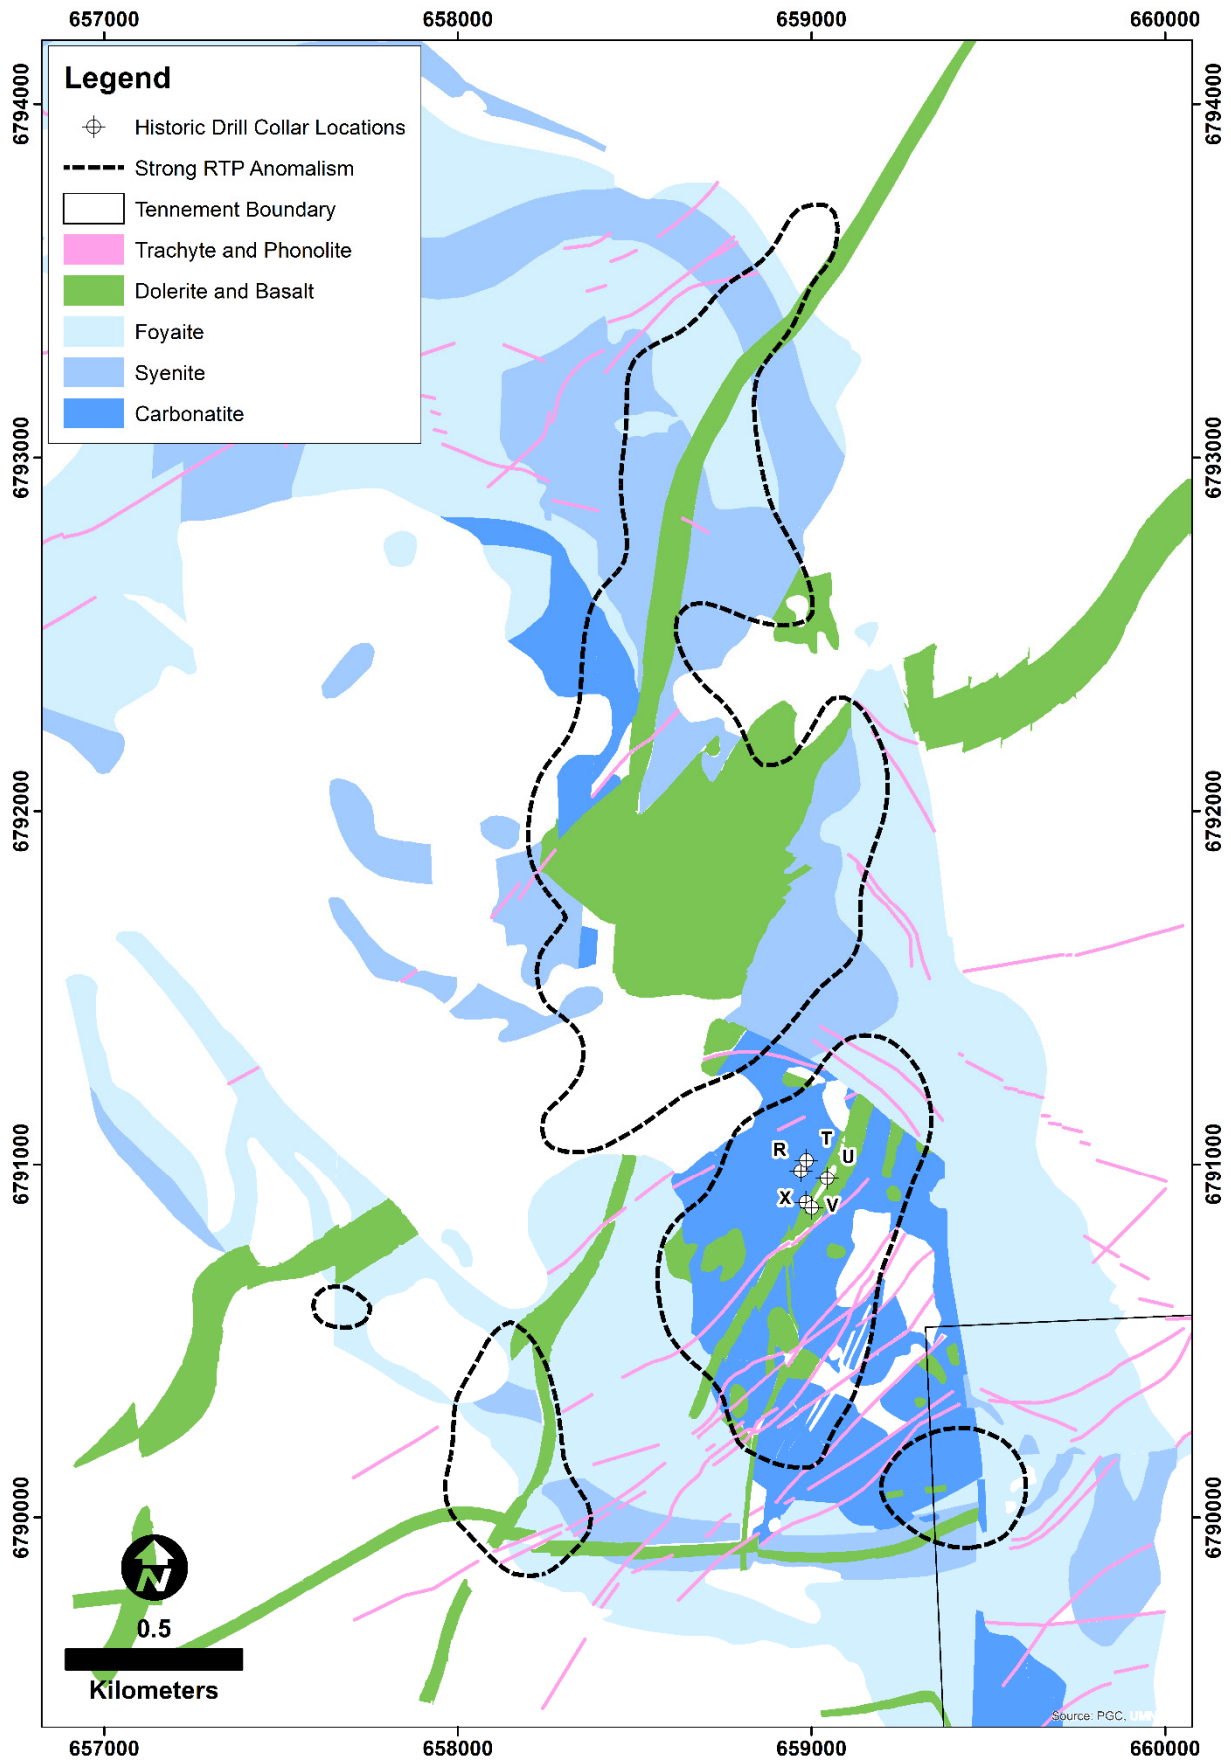 657000 658000 659000 660000
Legend
Historic Drill Collar Locations
Strong RTP Anomalism
Tennement Boundary
Trachyte and Phonolite
Dolerite and Basalt
Foyaite
Syenite
Carbonatite
6794000 6794000
6793000 6793000
6792000 6792000
6791000 6791000
6790000 6790000
R T U
X V
N
0.5
Kilometers
Source: PGC, UMN
657000 658000 659000 660000